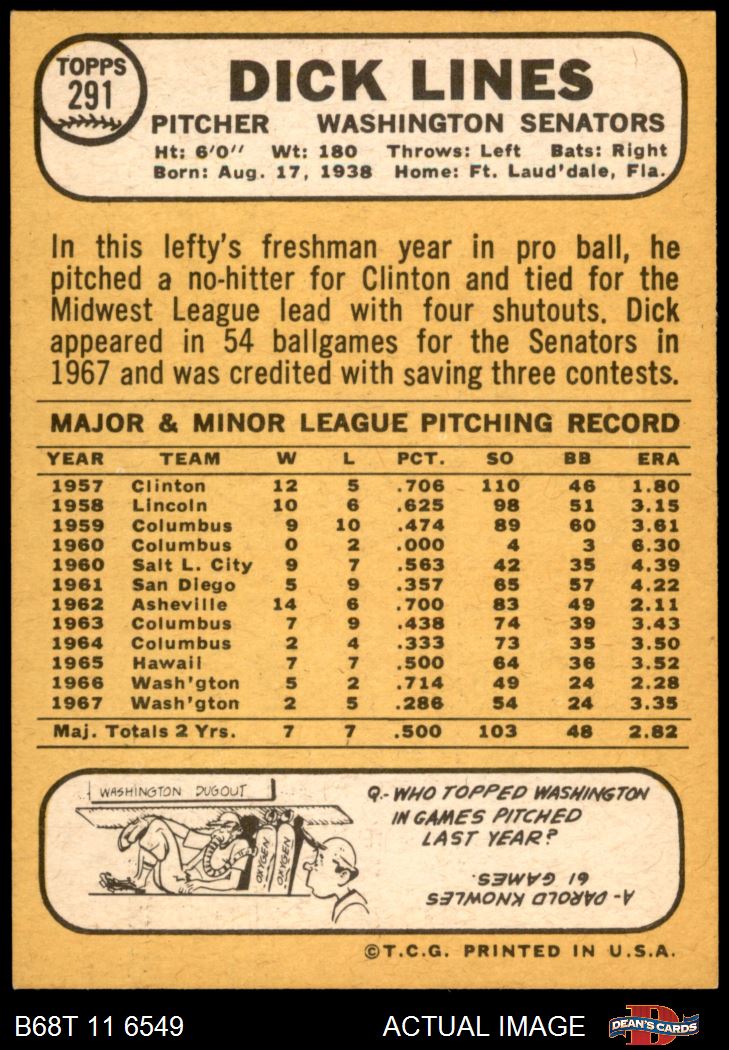 TOPPS
291
DICK LINES
PITCHER WASHINGTON SENATORS
Ht: 6'0" Wt: 180 Throws: Left Bats: Right
Born: Aug. 17, 1938 Home: Ft. Laud'dale, Fla.
In this lefty's freshman year in pro ball, he
pitched a no-hitter for Clinton and tied for the
Midwest League lead with four shutouts. Dick
appeared in 54 ballgames for the Senators in
1967 and was credited with saving three contests.
MAJOR & MINOR LEAGUE PITCHING RECORD
YEAR TEAM W L PCT. SO BB ERA
1957 Clinton 12 5 .706 110 46 1.80
1958 Lincoln 10 6 .625 98 51 3.15
1959 Columbus 9 10 .474 89 60 3.61
1960 Columbus 0 2 .000 4 3 6.30
1960 Salt L. City 9 7 .563 42 35 4.39
1961 San Diego 5 9 .357 65 57 4.22
1962 Asheville 14 6 .700 83 49 2.11
1963 Columbus 7 9 .438 74 39 3.43
1964 Columbus 2 4 .333 73 35 3.50
1965 Hawaii 7 7 .500 64 36 3.52
1966 Wash'gton 5 2 .714 49 24 2.28
1967 Wash'gton 2 5 .286 54 24 3.35
Maj. Totals 2 Yrs. 7 7 .500 103 48 2.82
WASHINGTON DUGOUT
OXYGEN
OXYGEN
Q.- WHO TOPPED WASHINGTON
IN GAMES PITCHED
LAST YEAR?
A- DAROLD KNOWLES
61 GAMES.
©T.C.G. PRINTED IN U.S.A.
B68T 11 6549 ACTUAL IMAGE
DEAN'S CARDS